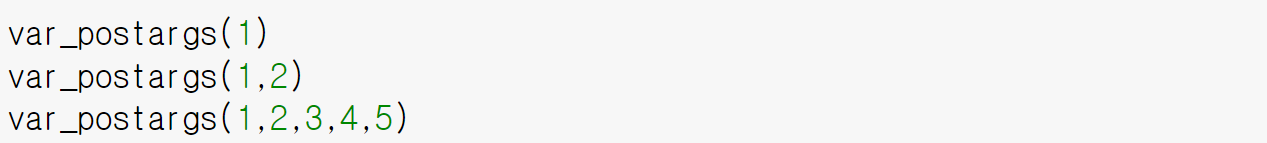 var_postargs(1)
var_postargs(1,2)
var_postargs(1,2,3,4,5)